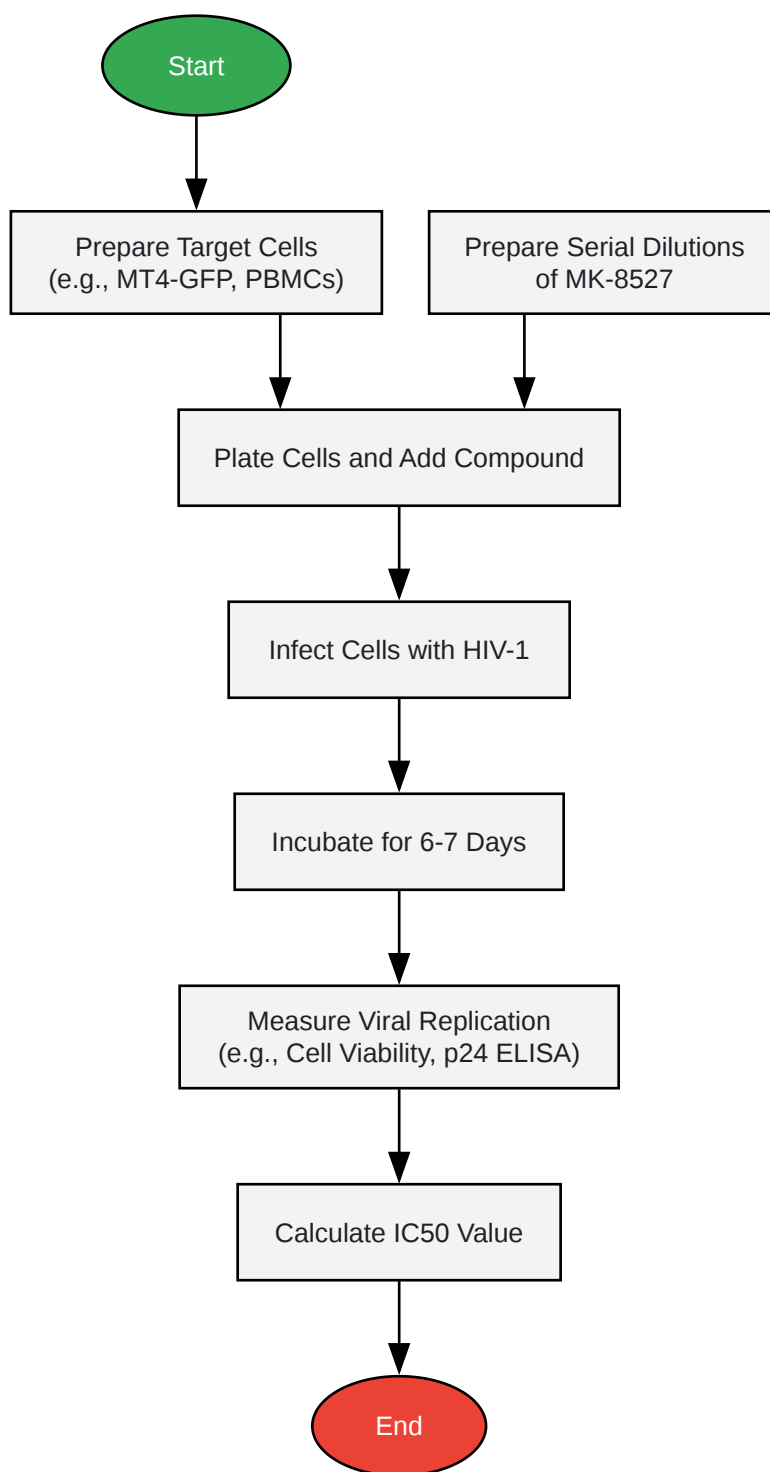 Start
Prepare Target Cells
(e.g., MT4-GFP, PBMCs)
Prepare Serial Dilutions
of MK-8527
Plate Cells and Add Compound
Infect Cells with HIV-1
Incubate for 6-7 Days
Measure Viral Replication
(e.g., Cell Viability, p24 ELISA)
Calculate IC50 Value
End